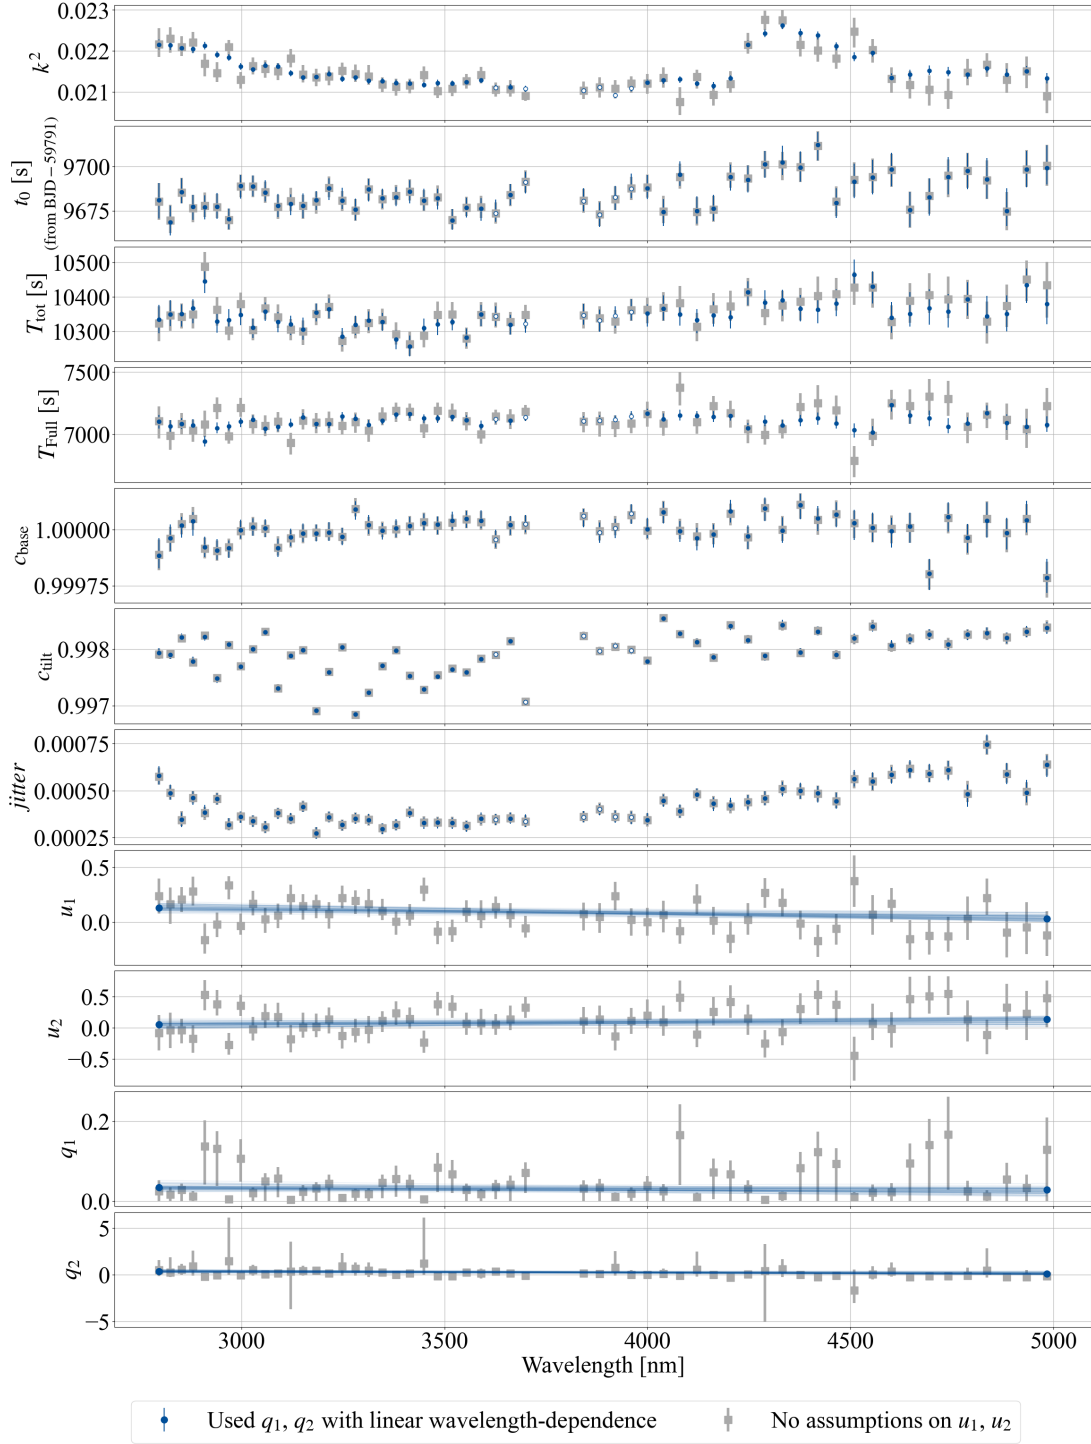 0.023
0.022
0.021
k²
9700
9675
t₀ [s]
(from BJD−59791)
10500
10400
10300
T_tot [s]
7500
7000
T_Full [s]
1.00000
0.99975
c_base
0.998
0.997
c_tilt
0.00075
0.00050
0.00025
jitter
0.5
0.0
u₁
0.5
0.0
−0.5
u₂
0.2
0.0
q₁
5
0
−5
q₂
3000 3500 4000 4500 5000
Wavelength [nm]
Used q₁, q₂ with linear wavelength-dependence No assumptions on u₁, u₂